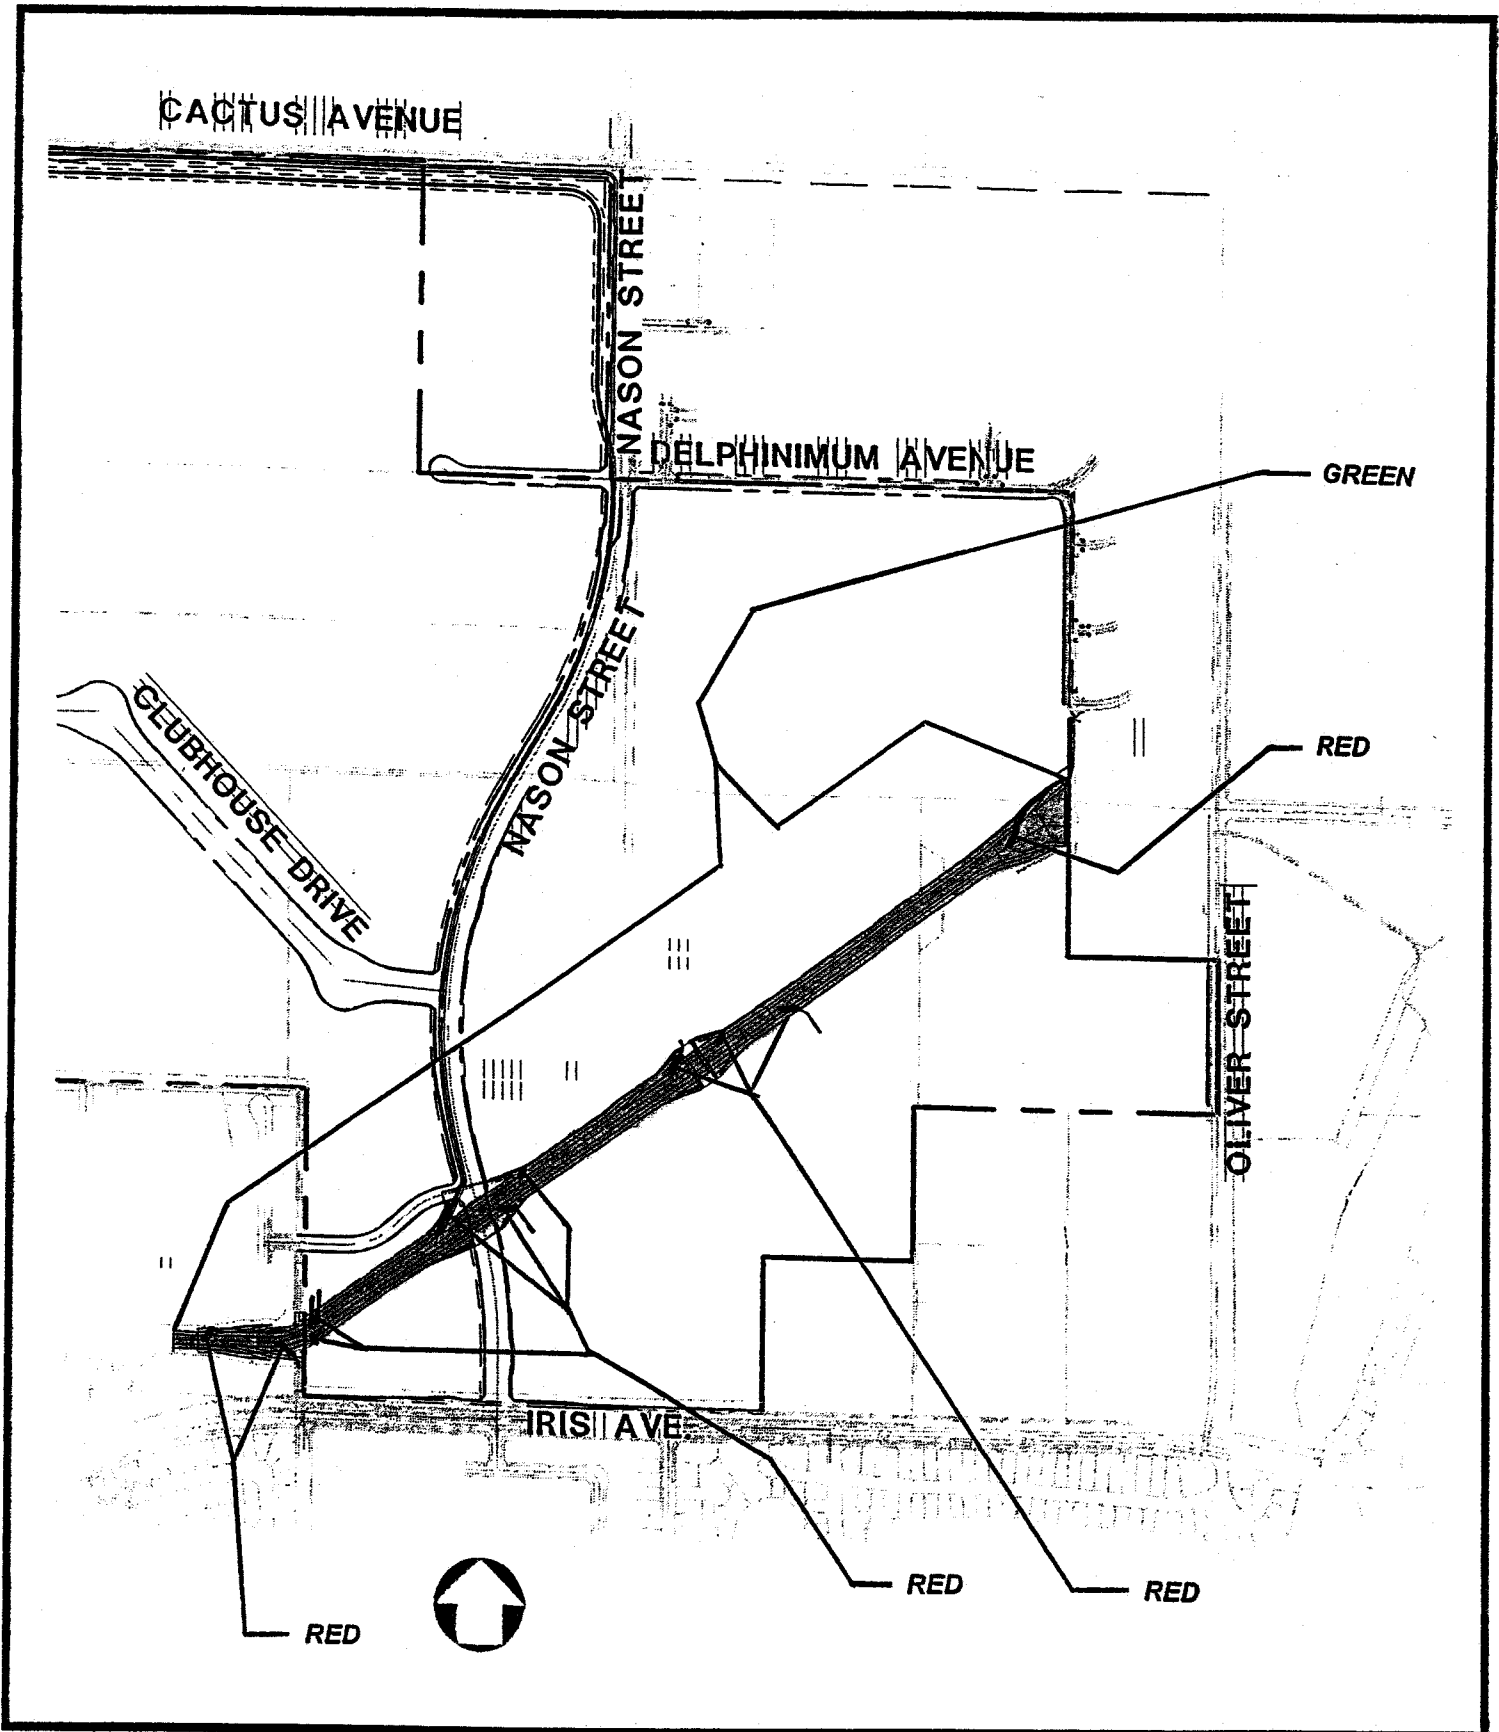 CACTUS AVENUE
NASON STREET
DELPHINIMUM AVENUE
GREEN
NASON STREET
CLUBHOUSE DRIVE
RED
OLIVER STREET
IRIS AVE.
RED
RED
RED